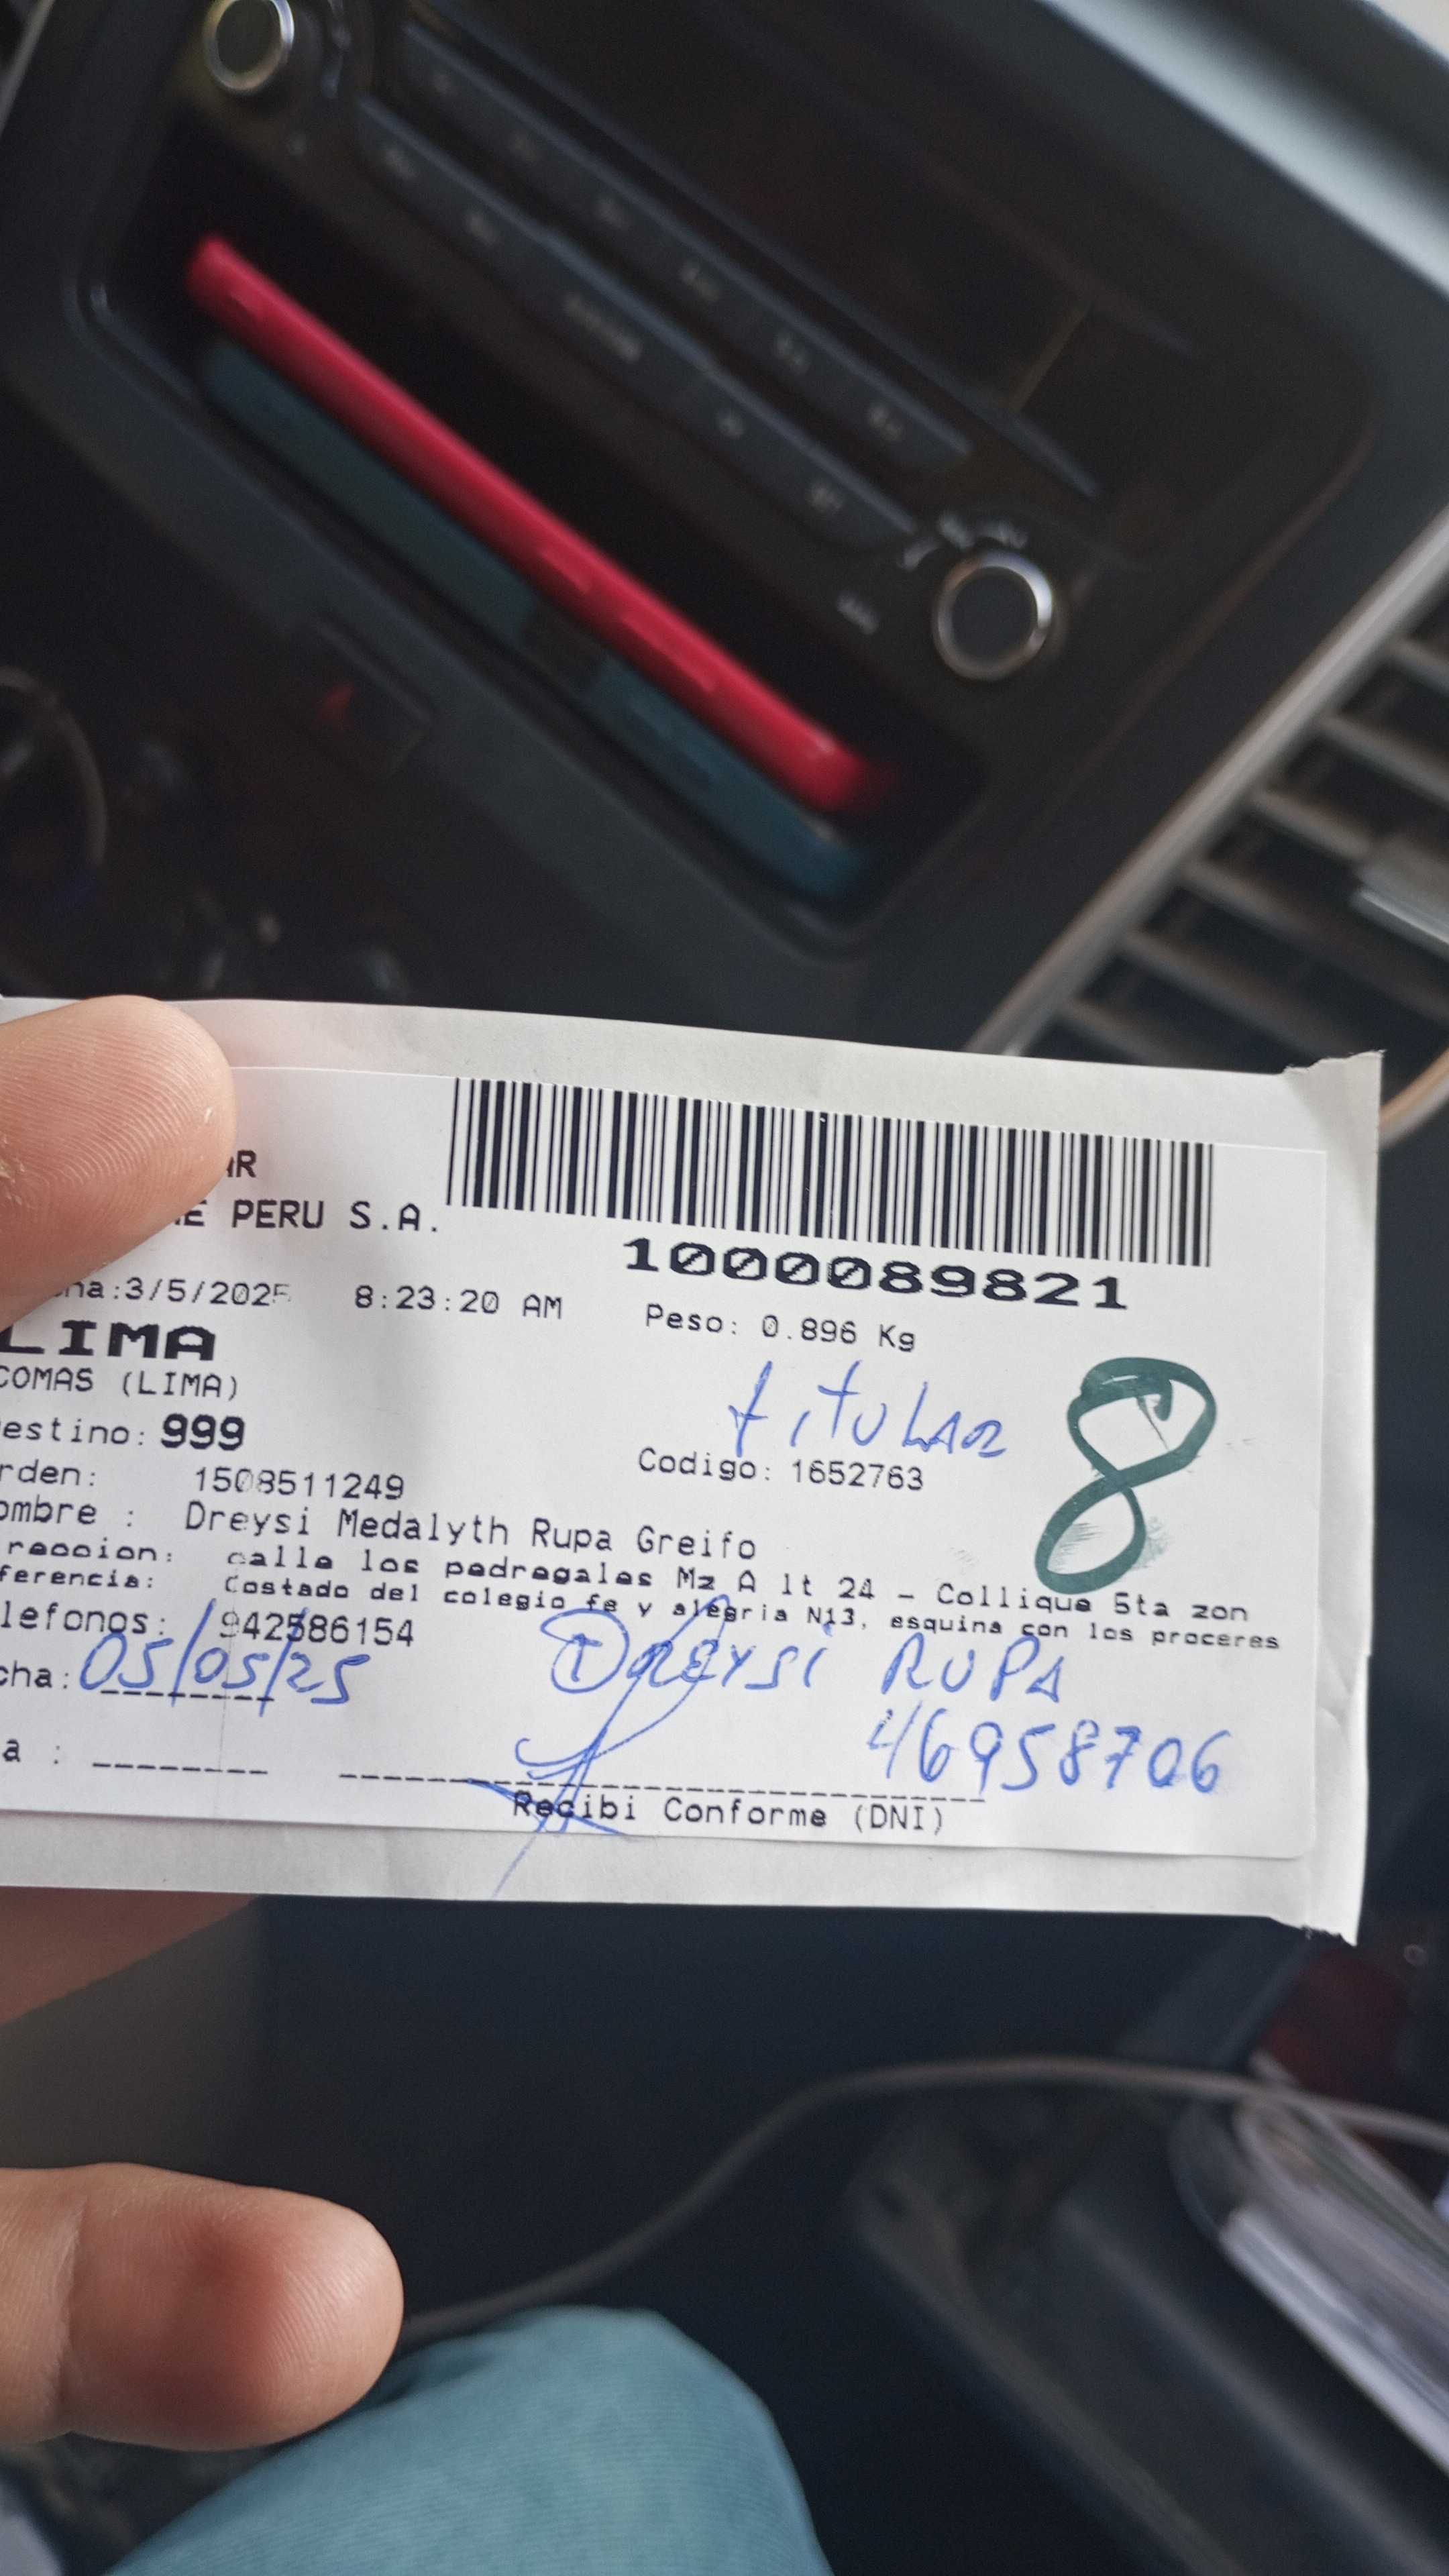 PERU S.A.
1000089821
3/5/2025 8:23:20 AM Peso: 0.896 Kg
LIMA
COMAS (LIMA)
titular
8
estino: 999
rden: 1508511249 Codigo: 1652763
ombre : Dreysi Medalyth Rupa Greifo
reccion: calle los pedregales Mz A lt 24 - Collique 5ta zon
ferencia: Costado del colegio fe y alegria N13, esquina con los proceres
lefonos: 942586154
cha: 05/05/25 Dreysi RUPA
46958706
a :
Recibi Conforme (DNI)